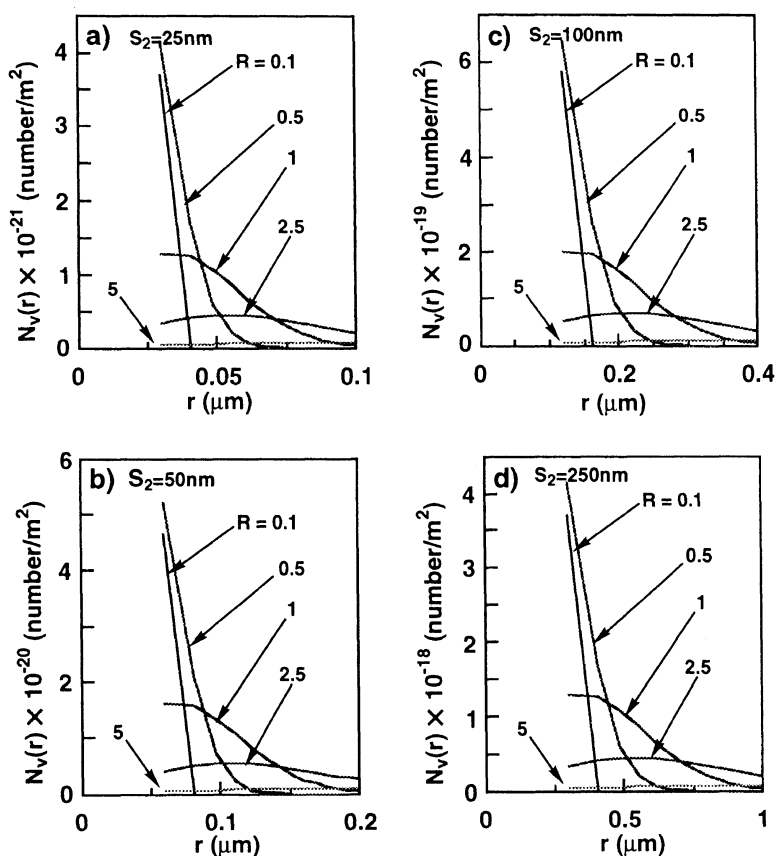 a) S₂=25nm
R = 0.1
0.5
1
2.5
5
4
3
2
1
0
0
0.05
0.1
Nᵥ(r) × 10⁻²¹ (number/m²)
r (μm)
c) S₂=100nm
R = 0.1
0.5
1
2.5
5
6
4
2
0
0
0.2
0.4
Nᵥ(r) × 10⁻¹⁹ (number/m²)
r (μm)
b) S₂=50nm
R = 0.1
0.5
1
2.5
5
6
4
2
0
0
0.1
0.2
Nᵥ(r) × 10⁻²⁰ (number/m²)
r (μm)
d) S₂=250nm
R = 0.1
0.5
1
2.5
5
4
3
2
1
0
0
0.5
1
Nᵥ(r) × 10⁻¹⁸ (number/m²)
r (μm)